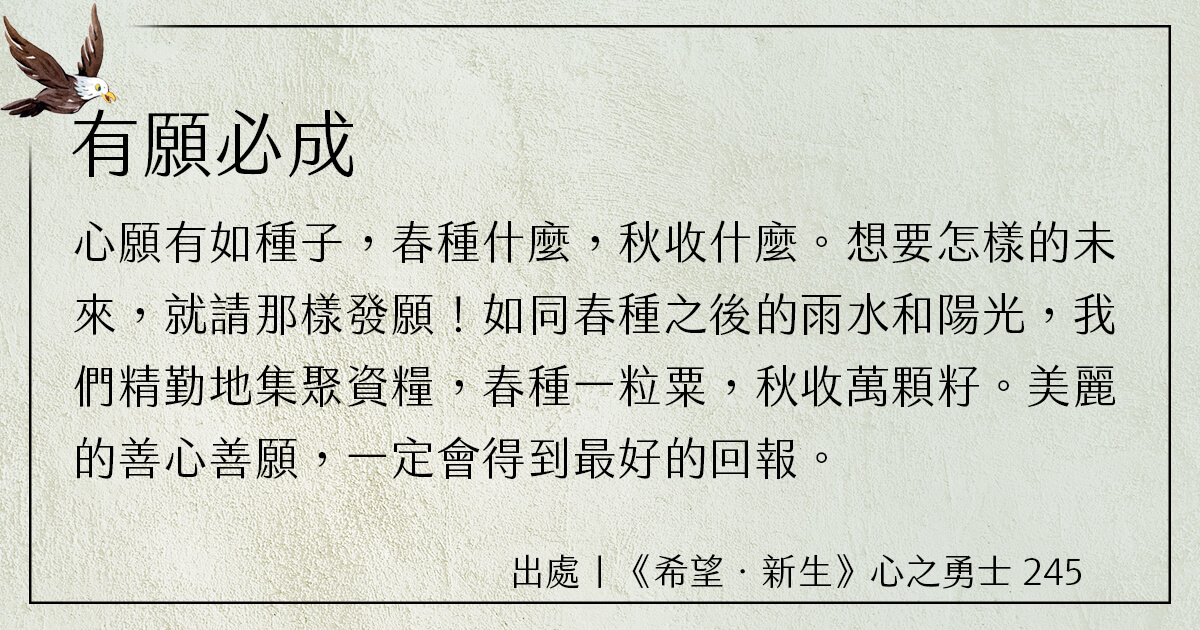 有願必成
心願有如種子，春種什麼，秋收什麼。想要怎樣的未
來，就請那樣發願！如同春種之後的雨水和陽光，我
們精勤地集聚資糧，春種一粒粟，秋收萬顆籽。美麗
的善心善願，一定會得到最好的回報。
出處｜《希望．新生》心之勇士 245